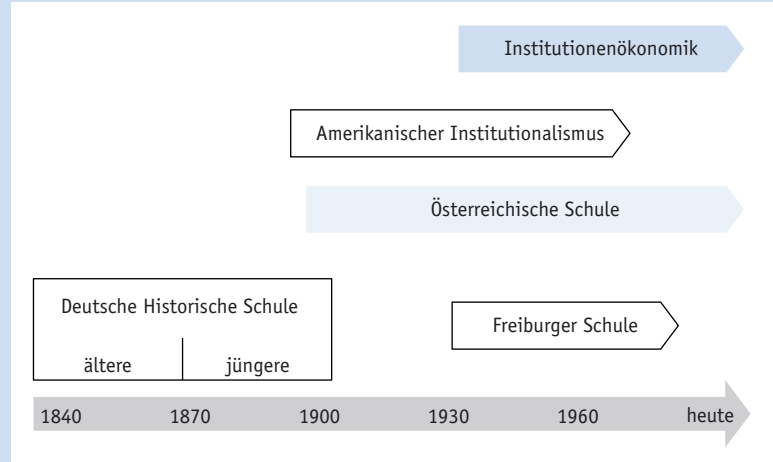 Institutionenökonomik
Amerikanischer Institutionalismus
Österreichische Schule
Deutsche Historische Schule
ältere jüngere
Freiburger Schule
1840 1870 1900 1930 1960 heute